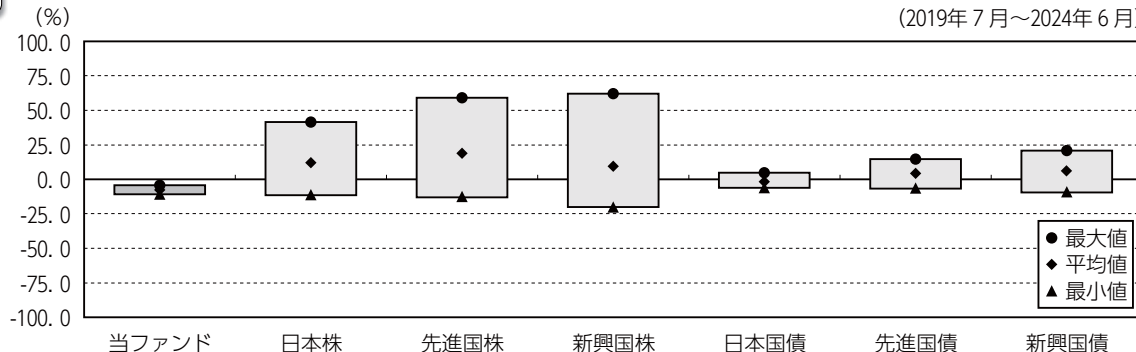 (%)
(2019年7月～2024年6月)
100.0
75.0
50.0
25.0
0.0
-25.0
-50.0
-75.0
-100.0
● 最大値
◆ 平均値
▲ 最小値
当ファンド 日本株 先進国株 新興国株 日本国債 先進国債 新興国債